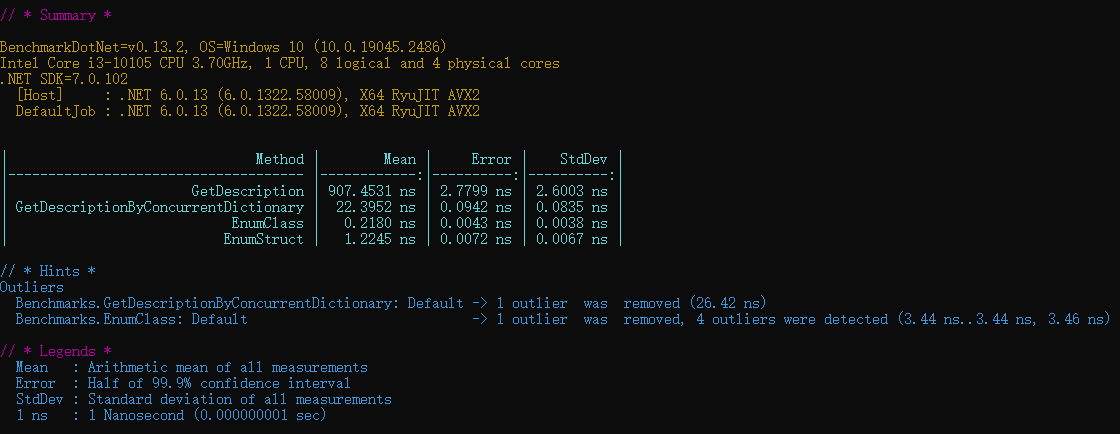 // * Summary *
BenchmarkDotNet=v0.13.2, OS=Windows 10 (10.0.19045.2486)
Intel Core i3-10105 CPU 3.70GHz, 1 CPU, 8 logical and 4 physical cores
.NET SDK=7.0.102
  [Host]     : .NET 6.0.13 (6.0.1322.58009), X64 RyuJIT AVX2
  DefaultJob : .NET 6.0.13 (6.0.1322.58009), X64 RyuJIT AVX2
|                             Method |        Mean |     Error |    StdDev |
|----------------------------------- |------------:|----------:|----------:|
|                     GetDescription | 907.4531 ns | 2.7799 ns | 2.6003 ns |
| GetDescriptionByConcurrentDictionary | 22.3952 ns | 0.0942 ns | 0.0835 ns |
|                          EnumClass |   0.2180 ns | 0.0043 ns | 0.0038 ns |
|                         EnumStruct |   1.2245 ns | 0.0072 ns | 0.0067 ns |
// * Hints *
Outliers
  Benchmarks.GetDescriptionByConcurrentDictionary: Default -> 1 outlier  was  removed (26.42 ns)
  Benchmarks.EnumClass: Default                            -> 1 outlier  was  removed, 4 outliers were detected (3.44 ns..3.44 ns, 3.46 ns)
// * Legends *
  Mean   : Arithmetic mean of all measurements
  Error  : Half of 99.9% confidence interval
  StdDev : Standard deviation of all measurements
  1 ns   : 1 Nanosecond (0.000000001 sec)